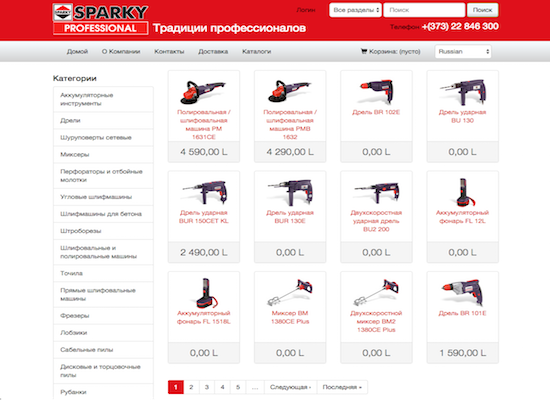 SPARKY
PROFESSIONAL
Традиции профессионалов
Логин
Все разделы
Поиск
Поиск
Телефон: +(373) 22 846 300
Домой
О Компании
Контакты
Доставка
Каталоги
Корзина: (пусто)
Russian
Категории
Аккумуляторные
инструменты
Дрели
Шуруповерты сетевые
Миксеры
Перфораторы и отбойные
молотки
Угловые шлифмашины
Шлифмашины для бетона
Штроборезы
Шлифовальные и
полировальные машины
Точила
Прямые шлифовальные
машины
Фрезеры
Лобзики
Сабельные пилы
Дисковые и торцовочные
пилы
Рубанки
Полировальная /
шлифовальная
машина PM
1631CE
4 590,00 L
Полировальная /
шлифовальная
машина PMB
1632
4 290,00 L
Дрель BR 102E
0,00 L
Дрель ударная
BU 130
0,00 L
Дрель ударная
BUR 150CET KL
2 490,00 L
Дрель ударная
BUR 130E
0,00 L
Двухскоростная
ударная дрель
BU2 200
0,00 L
Аккумуляторный
фонарь FL 12L
0,00 L
Аккумуляторный
фонарь FL 1518L
0,00 L
Миксер BM
1380CE Plus
0,00 L
Двухскоростной
миксер BM2
1380CE Plus
0,00 L
Дрель BR 101E
1 590,00 L
1 2 3 4 5 ... Следующая › Последняя »